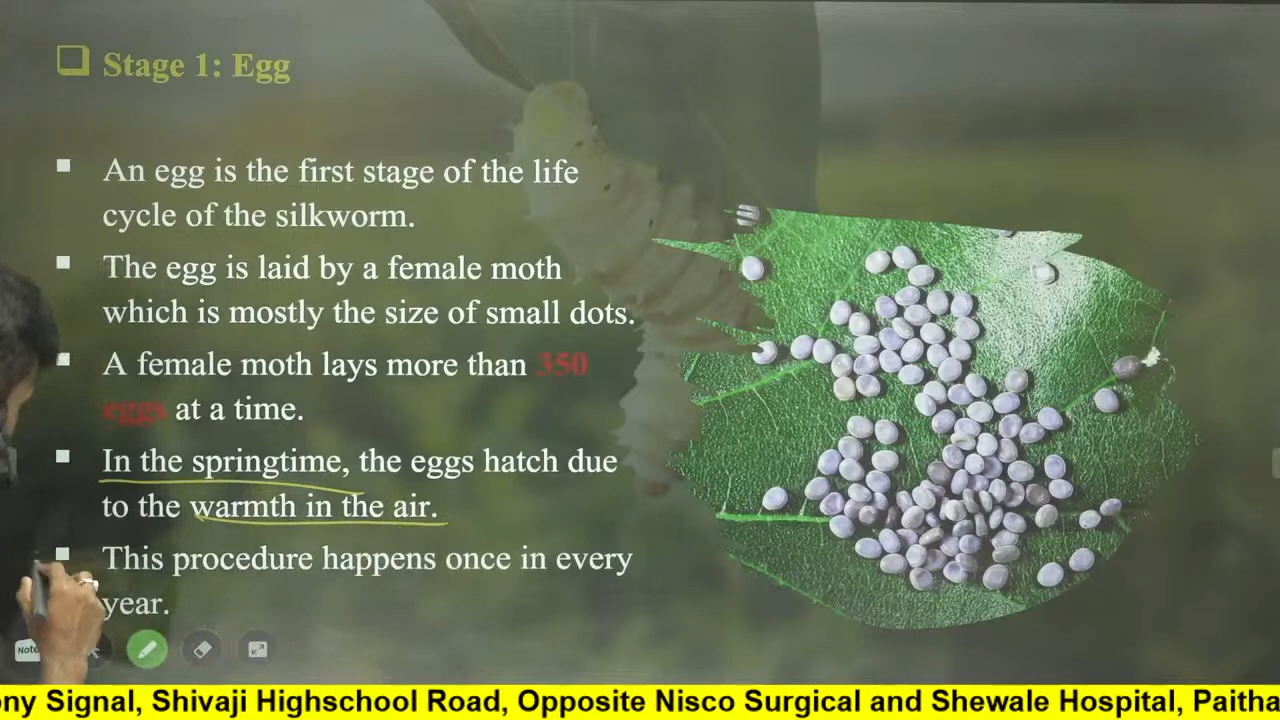 Stage 1: Egg
An egg is the first stage of the life
cycle of the silkworm.
The egg is laid by a female moth
which is mostly the size of small dots.
A female moth lays more than 350
eggs at a time.
In the springtime, the eggs hatch due
to the warmth in the air.
This procedure happens once in every
year.
Note
ony Signal, Shivaji Highschool Road, Opposite Nisco Surgical and Shewale Hospital, Paitha